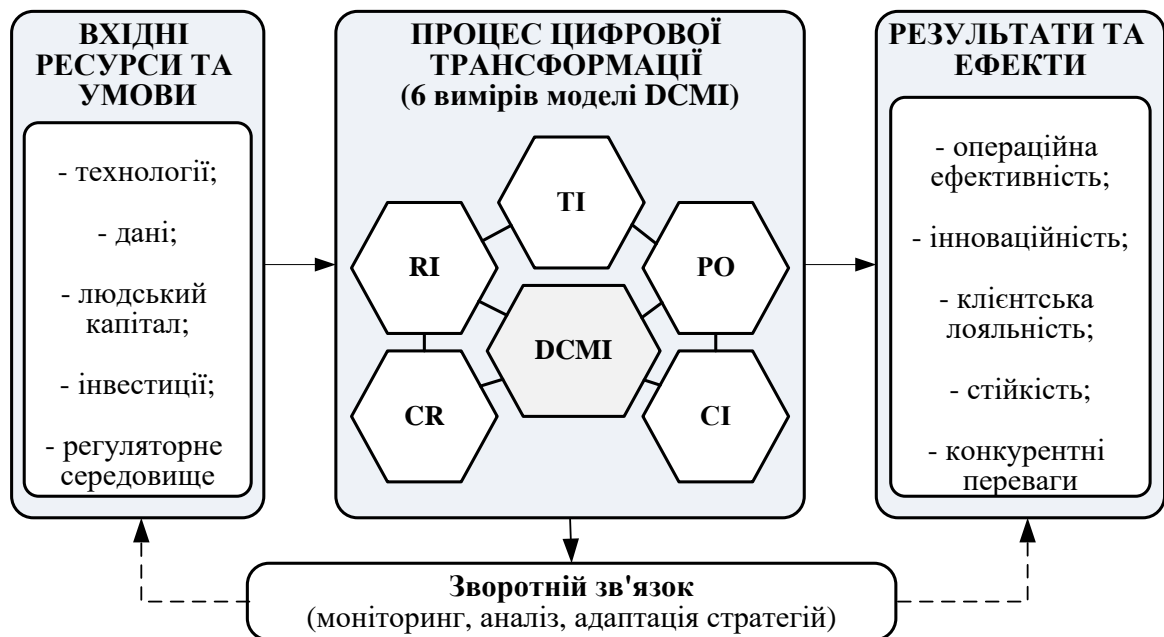 ВХІДНІ
РЕСУРСИ ТА
УМОВИ
- технології;
- дані;
- людський
капітал;
- інвестиції;
- регуляторне
середовище
ПРОЦЕС ЦИФРОВОЇ
ТРАНСФОРМАЦІЇ
(6 вимірів моделі DCMI)
TI
RI
PO
DCMI
CR
CI
РЕЗУЛЬТАТИ ТА
ЕФЕКТИ
- операційна
ефективність;
- інноваційність;
- клієнтська
лояльність;
- стійкість;
- конкурентні
переваги
Зворотній зв'язок
(моніторинг, аналіз, адаптація стратегій)